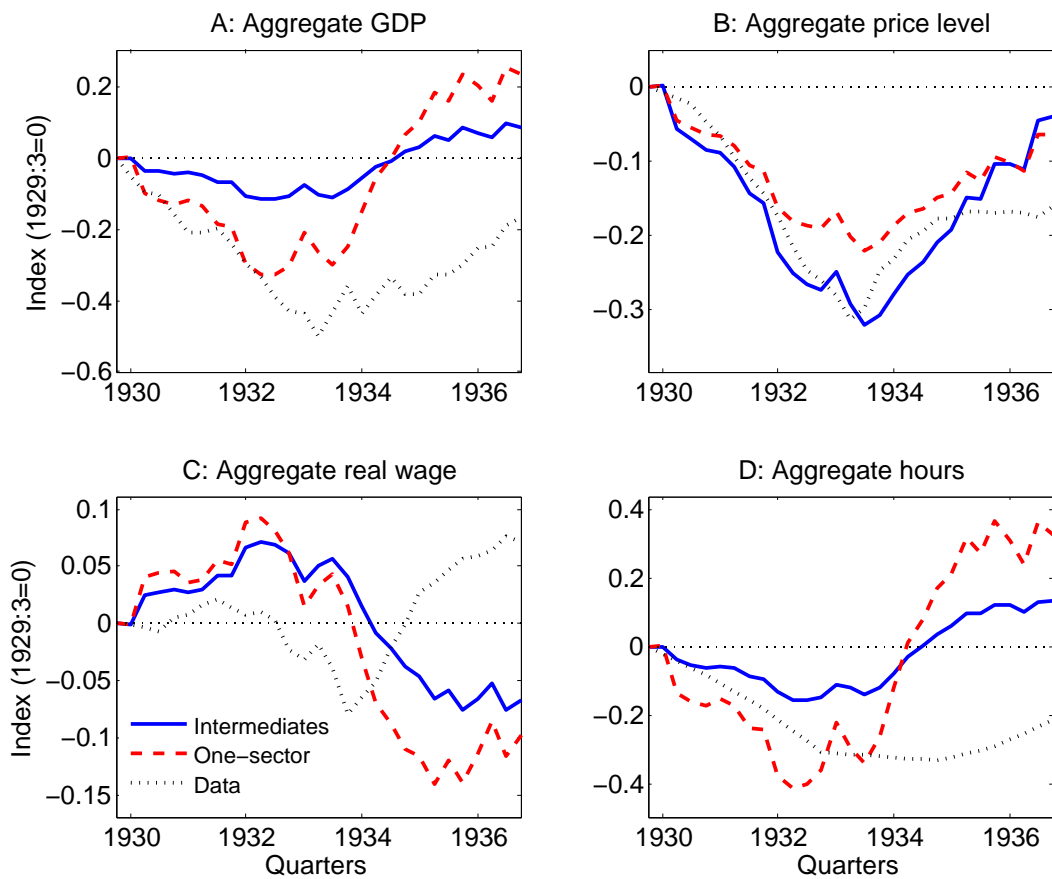 A: Aggregate GDP
Index (1929:3=0)
0.2
0
−0.2
−0.4
−0.6
1930 1932 1934 1936
B: Aggregate price level
0
−0.1
−0.2
−0.3
1930 1932 1934 1936
C: Aggregate real wage
Index (1929:3=0)
0.1
0.05
0
−0.05
−0.1
−0.15
Intermediates
One−sector
Data
1930 1932 1934 1936
Quarters
D: Aggregate hours
0.4
0.2
0
−0.2
−0.4
1930 1932 1934 1936
Quarters